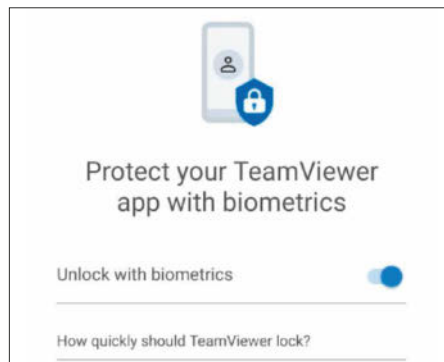 Protect your TeamViewer
app with biometrics
Unlock with biometrics
How quickly should TeamViewer lock?